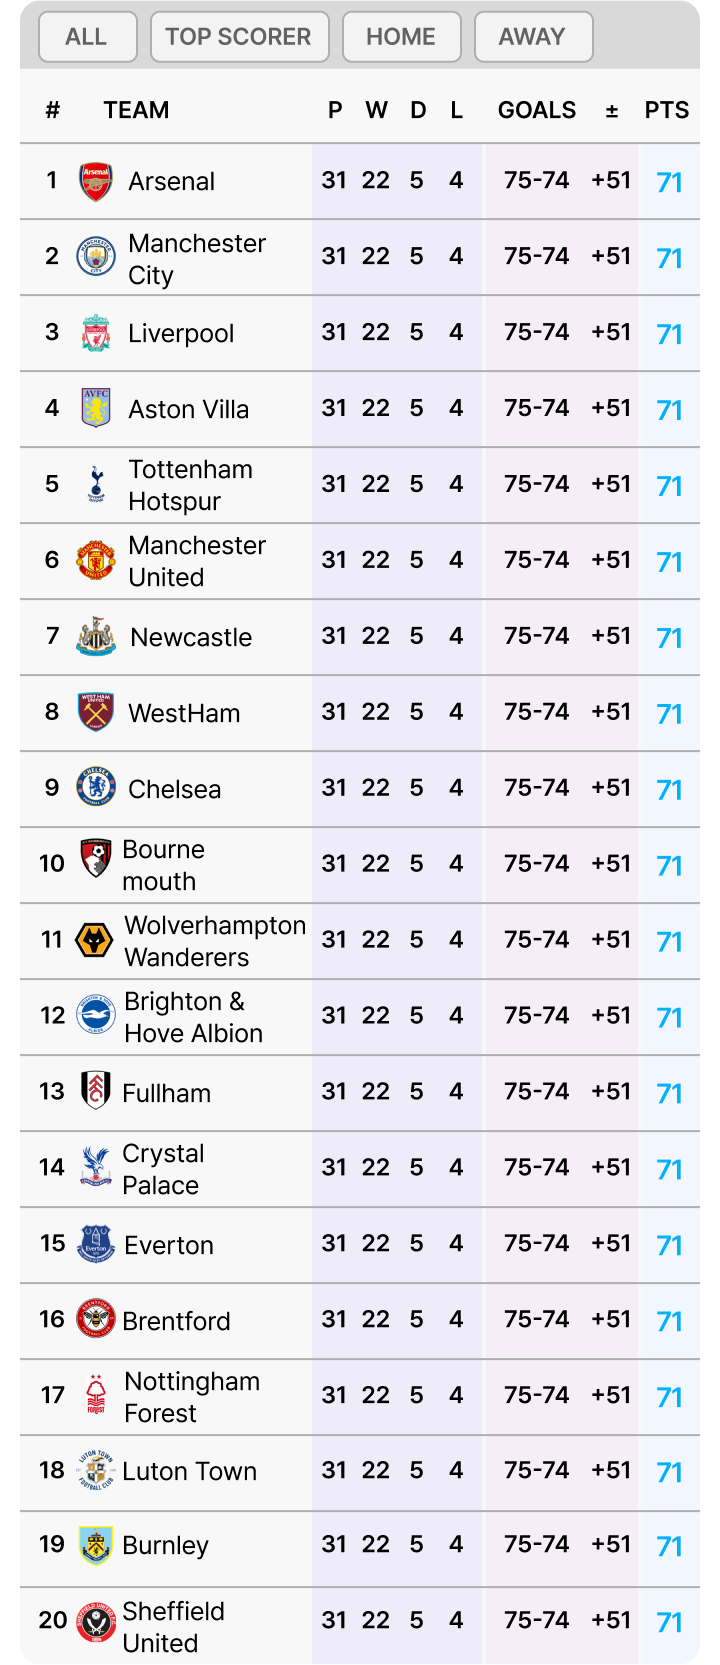 ALL TOP SCORER HOME AWAY
# TEAM P W D L GOALS ± PTS
1 Arsenal 31 22 5 4 75-74 +51 71
2 Manchester City 31 22 5 4 75-74 +51 71
3 Liverpool 31 22 5 4 75-74 +51 71
4 Aston Villa 31 22 5 4 75-74 +51 71
5 Tottenham Hotspur 31 22 5 4 75-74 +51 71
6 Manchester United 31 22 5 4 75-74 +51 71
7 Newcastle 31 22 5 4 75-74 +51 71
8 WestHam 31 22 5 4 75-74 +51 71
9 Chelsea 31 22 5 4 75-74 +51 71
10 Bourne mouth 31 22 5 4 75-74 +51 71
11 Wolverhampton Wanderers 31 22 5 4 75-74 +51 71
12 Brighton & Hove Albion 31 22 5 4 75-74 +51 71
13 Fullham 31 22 5 4 75-74 +51 71
14 Crystal Palace 31 22 5 4 75-74 +51 71
15 Everton 31 22 5 4 75-74 +51 71
16 Brentford 31 22 5 4 75-74 +51 71
17 Nottingham Forest 31 22 5 4 75-74 +51 71
18 Luton Town 31 22 5 4 75-74 +51 71
19 Burnley 31 22 5 4 75-74 +51 71
20 Sheffield United 31 22 5 4 75-74 +51 71